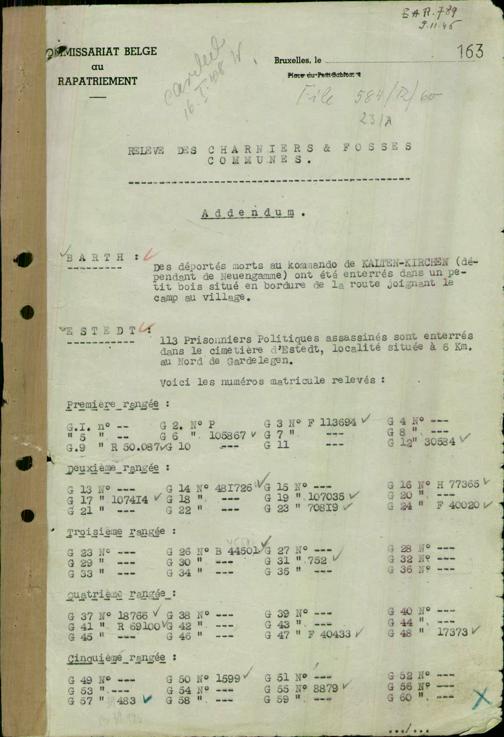 EAR.789
9.11.45
COMMISSARIAT BELGE
au
RAPATRIEMENT
Bruxelles, le
163
Place du Petit-Sablon
File 584/12/60
23/A
RELEVE DES CHARNIERS & FOSSES
COMMUNES.
Addendum.
BARTH :
Des déportés morts au kommando de KALTEN-KIRCHEN (dé-
pendant de Neuengamme) ont été enterrés dans un pe-
tit bois situé en bordure de la route joignant le
camp au village.
ESTEDT :
113 Prisonniers Politiques assassinés sont enterrés
dans le cimetière d'Estedt, localité située à 6 Km.
au Nord de Gardelegen.
Voici les numéros matricule relevés :
Première rangée :
G.I. n° -- G 2. N° P G 3 N° F 113694 G 4 N° ---
" 5 " -- G 6 " 105867 G 7 " --- G 8 " ---
G.9 " R 50.087 G 10 --- G 11 --- G 12" 30584
Deuxième rangée :
G 13 N° --- G 14 N° 481726 G 15 N° --- G 16 N° H 77365
G 17 " 107414 G 18 " --- G 19 " 107035 G 20 " ---
G 21 " --- G 22 " --- G 23 " 70819 G 24 " F 40020
Troisième rangée :
G 23 N° --- G 26 N° B 44501 G 27 N° --- G 28 N° ---
G 29 " --- G 30 " --- G 31 " 752 G 32 N° ---
G 33 " --- G 34 " --- G 35 " --- G 36 N° ---
Quatrième rangée :
G 37 N° 18766 G 38 N° --- G 39 N° --- G 40 N° ---
G 41 " R 69100 G 42 " --- G 43 " --- G 44 " ---
G 45 " --- G 46 " --- G 47 " F 40433 G 48 " 17373
Cinquième rangée :
G 49 N° --- G 50 N° 1599 G 51 N° --- G 52 N° ---
G 53 " --- G 54 N° --- G 55 N° 8879 G 56 N° ---
G 57 " 483 G 58 " --- G 59 " --- G 60 " ---
.../...